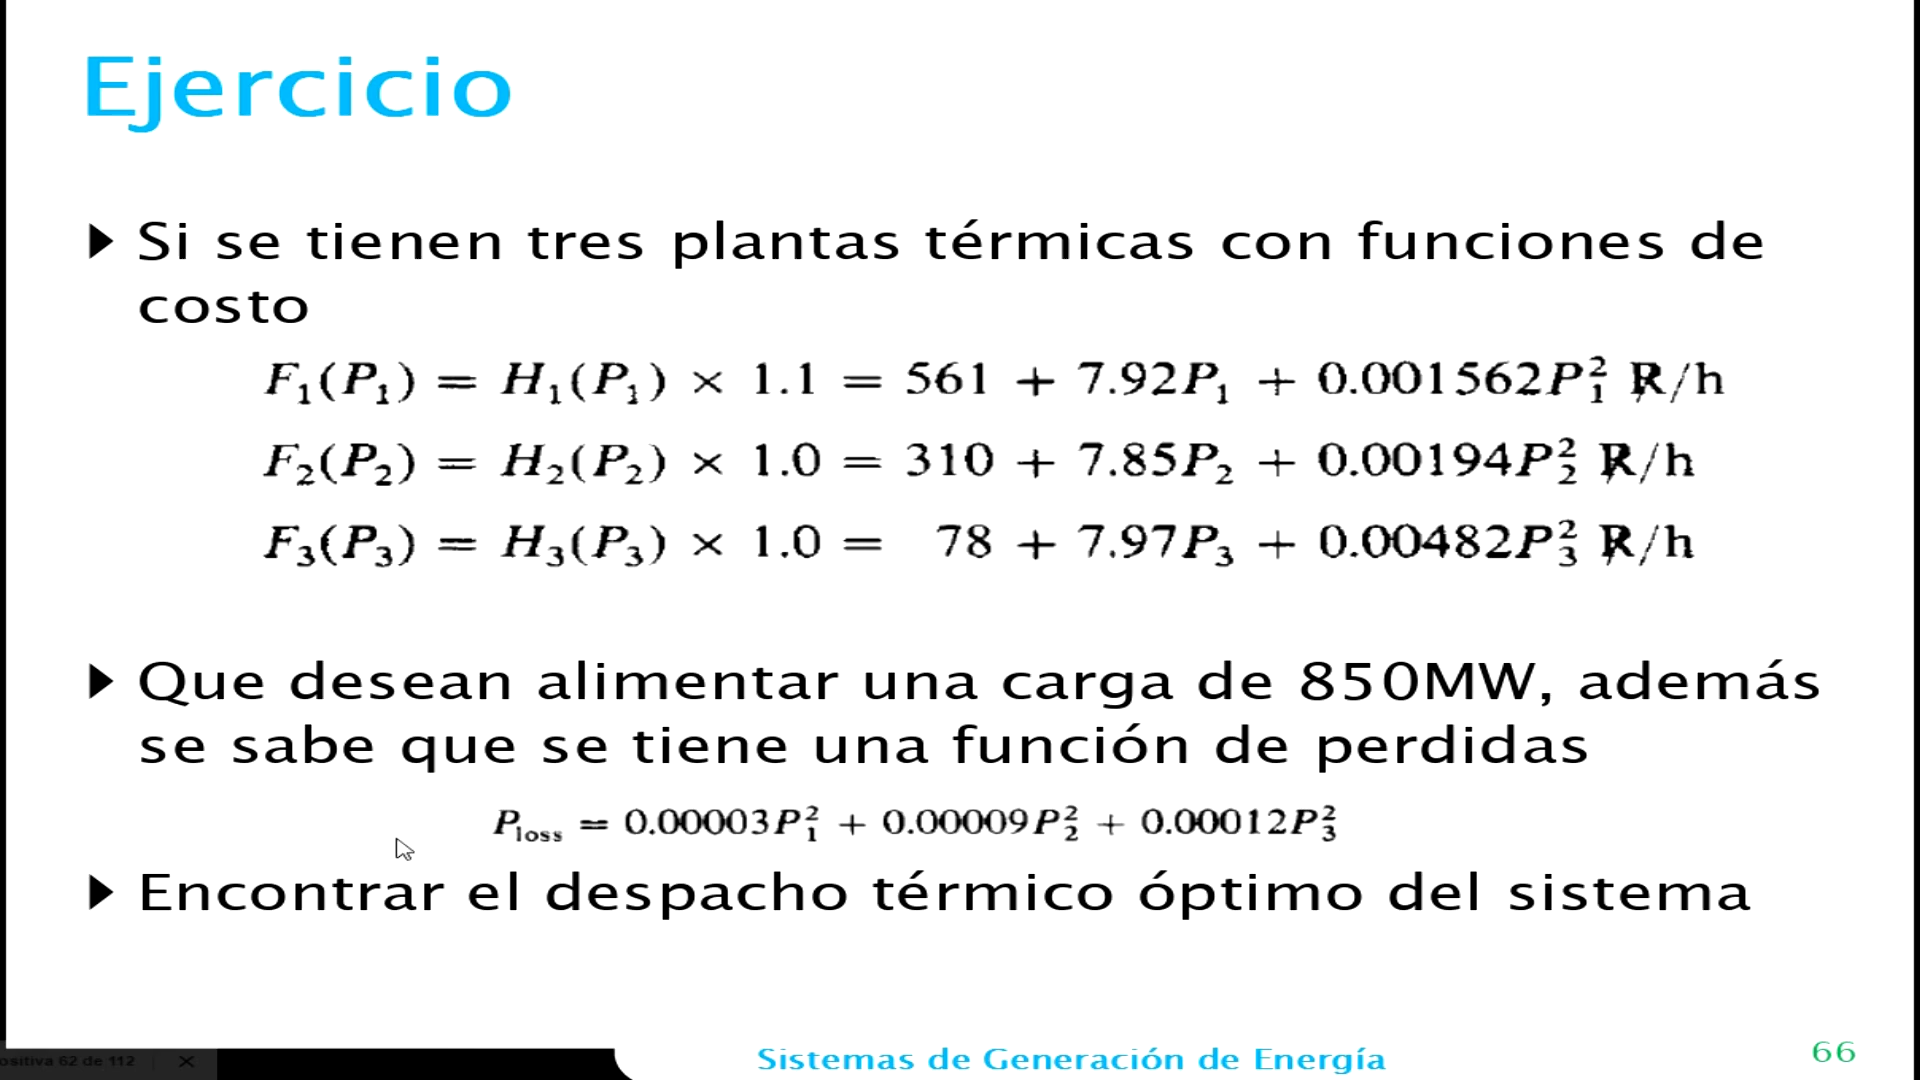 Ejercicio
Si se tienen tres plantas térmicas con funciones de
costo
F₁(P₁) = H₁(P₁) × 1.1 = 561 + 7.92P₁ + 0.001562P₁² ₹/h
F₂(P₂) = H₂(P₂) × 1.0 = 310 + 7.85P₂ + 0.00194P₂² ₹/h
F₃(P₃) = H₃(P₃) × 1.0 = 78 + 7.97P₃ + 0.00482P₃² ₹/h
Que desean alimentar una carga de 850MW, además
se sabe que se tiene una función de perdidas
P_loss = 0.00003P₁² + 0.00009P₂² + 0.00012P₃²
Encontrar el despacho térmico óptimo del sistema
Sistemas de Generación de Energía
66
ositiva 62 de 112